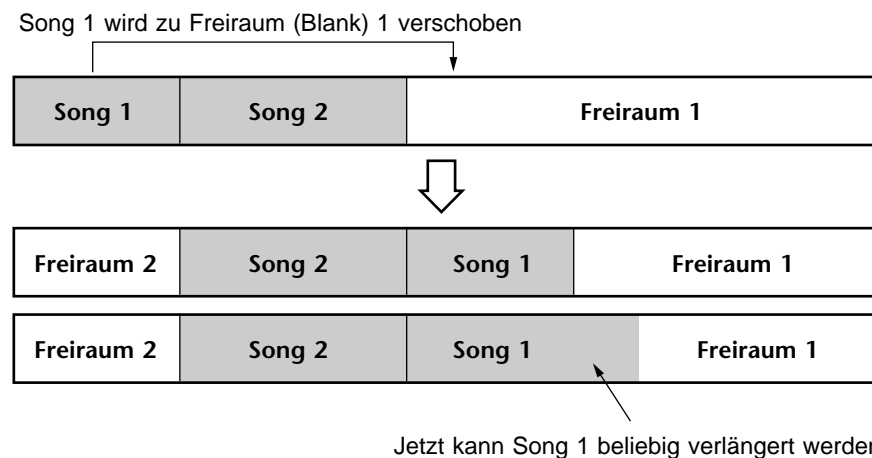 Song 1 wird zu Freiraum (Blank) 1 verschoben
Song 1 Song 2 Freiraum 1
Freiraum 2 Song 2 Song 1 Freiraum 1
Freiraum 2 Song 2 Song 1 Freiraum 1
Jetzt kann Song 1 beliebig verlängert werden